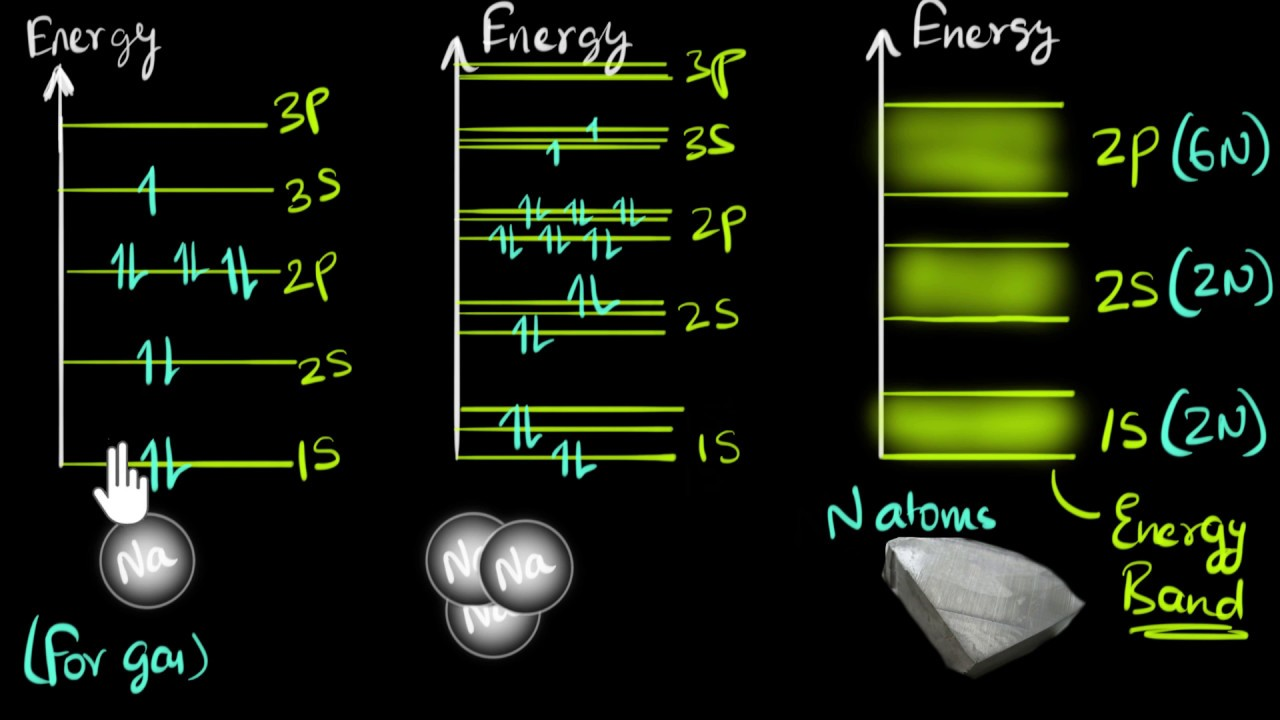 Energy
3P
3S
2P
2S
1S
Na
(For gas)
Energy
3P
3S
2P
2S
1S
Na
Na
Na
Energy
2P (6N)
2S (2N)
1S (2N)
N atoms
Energy
Band